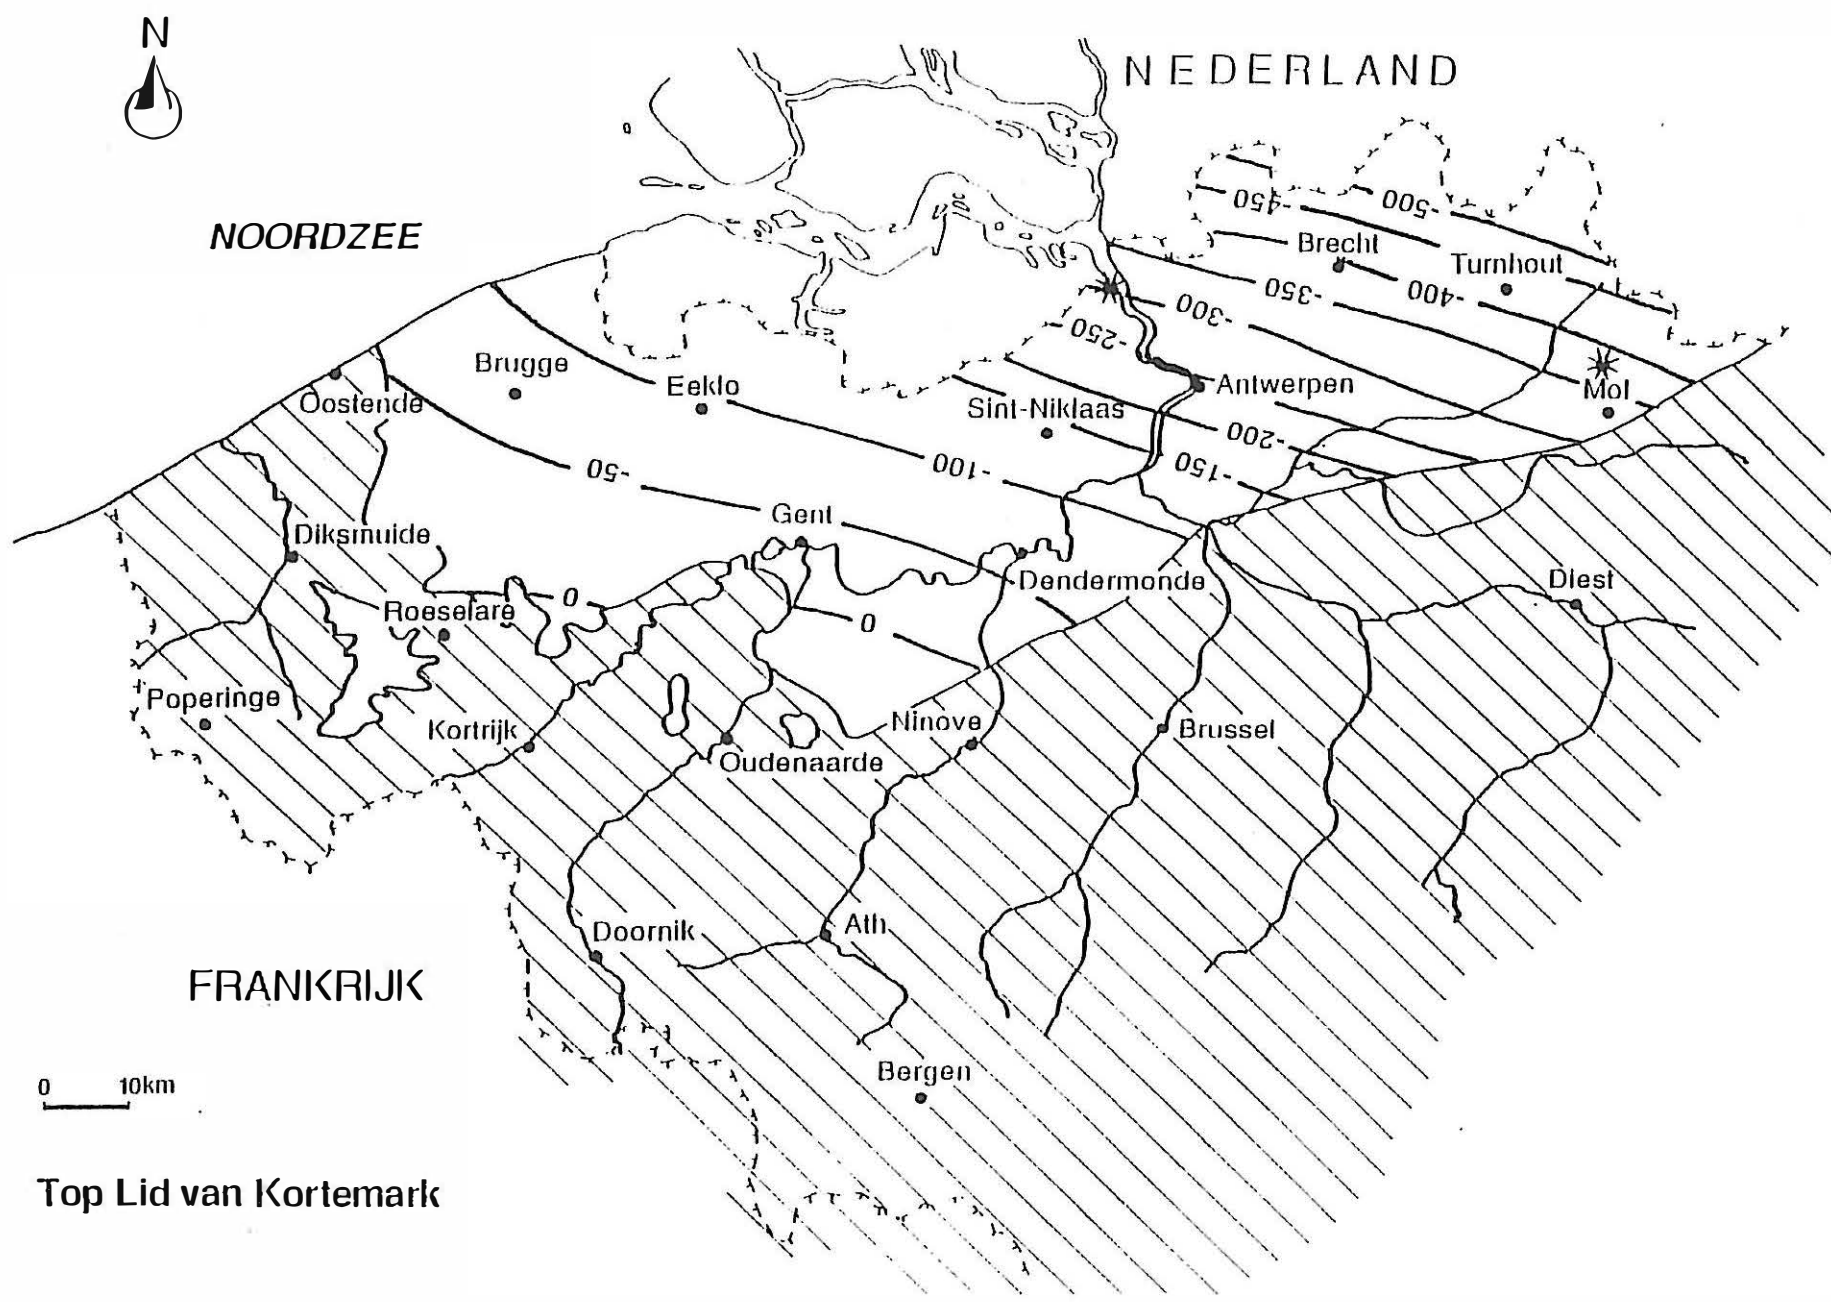 N
NEDERLAND
NOORDZEE
-450
-500
Brecht
Turnhout
-350
-400
-300
-250
Brugge
Eeklo
Antwerpen
Mol
Oostende
Sint-Niklaas
-200
-50
-100
-150
Gent
Diksmuide
Dendermonde
Diest
Roeselare
0
0
Poperinge
Kortrijk
Ninove
Brussel
Oudenaarde
Doornik
Ath
FRANKRIJK
Bergen
0 10km
Top Lid van Kortemark